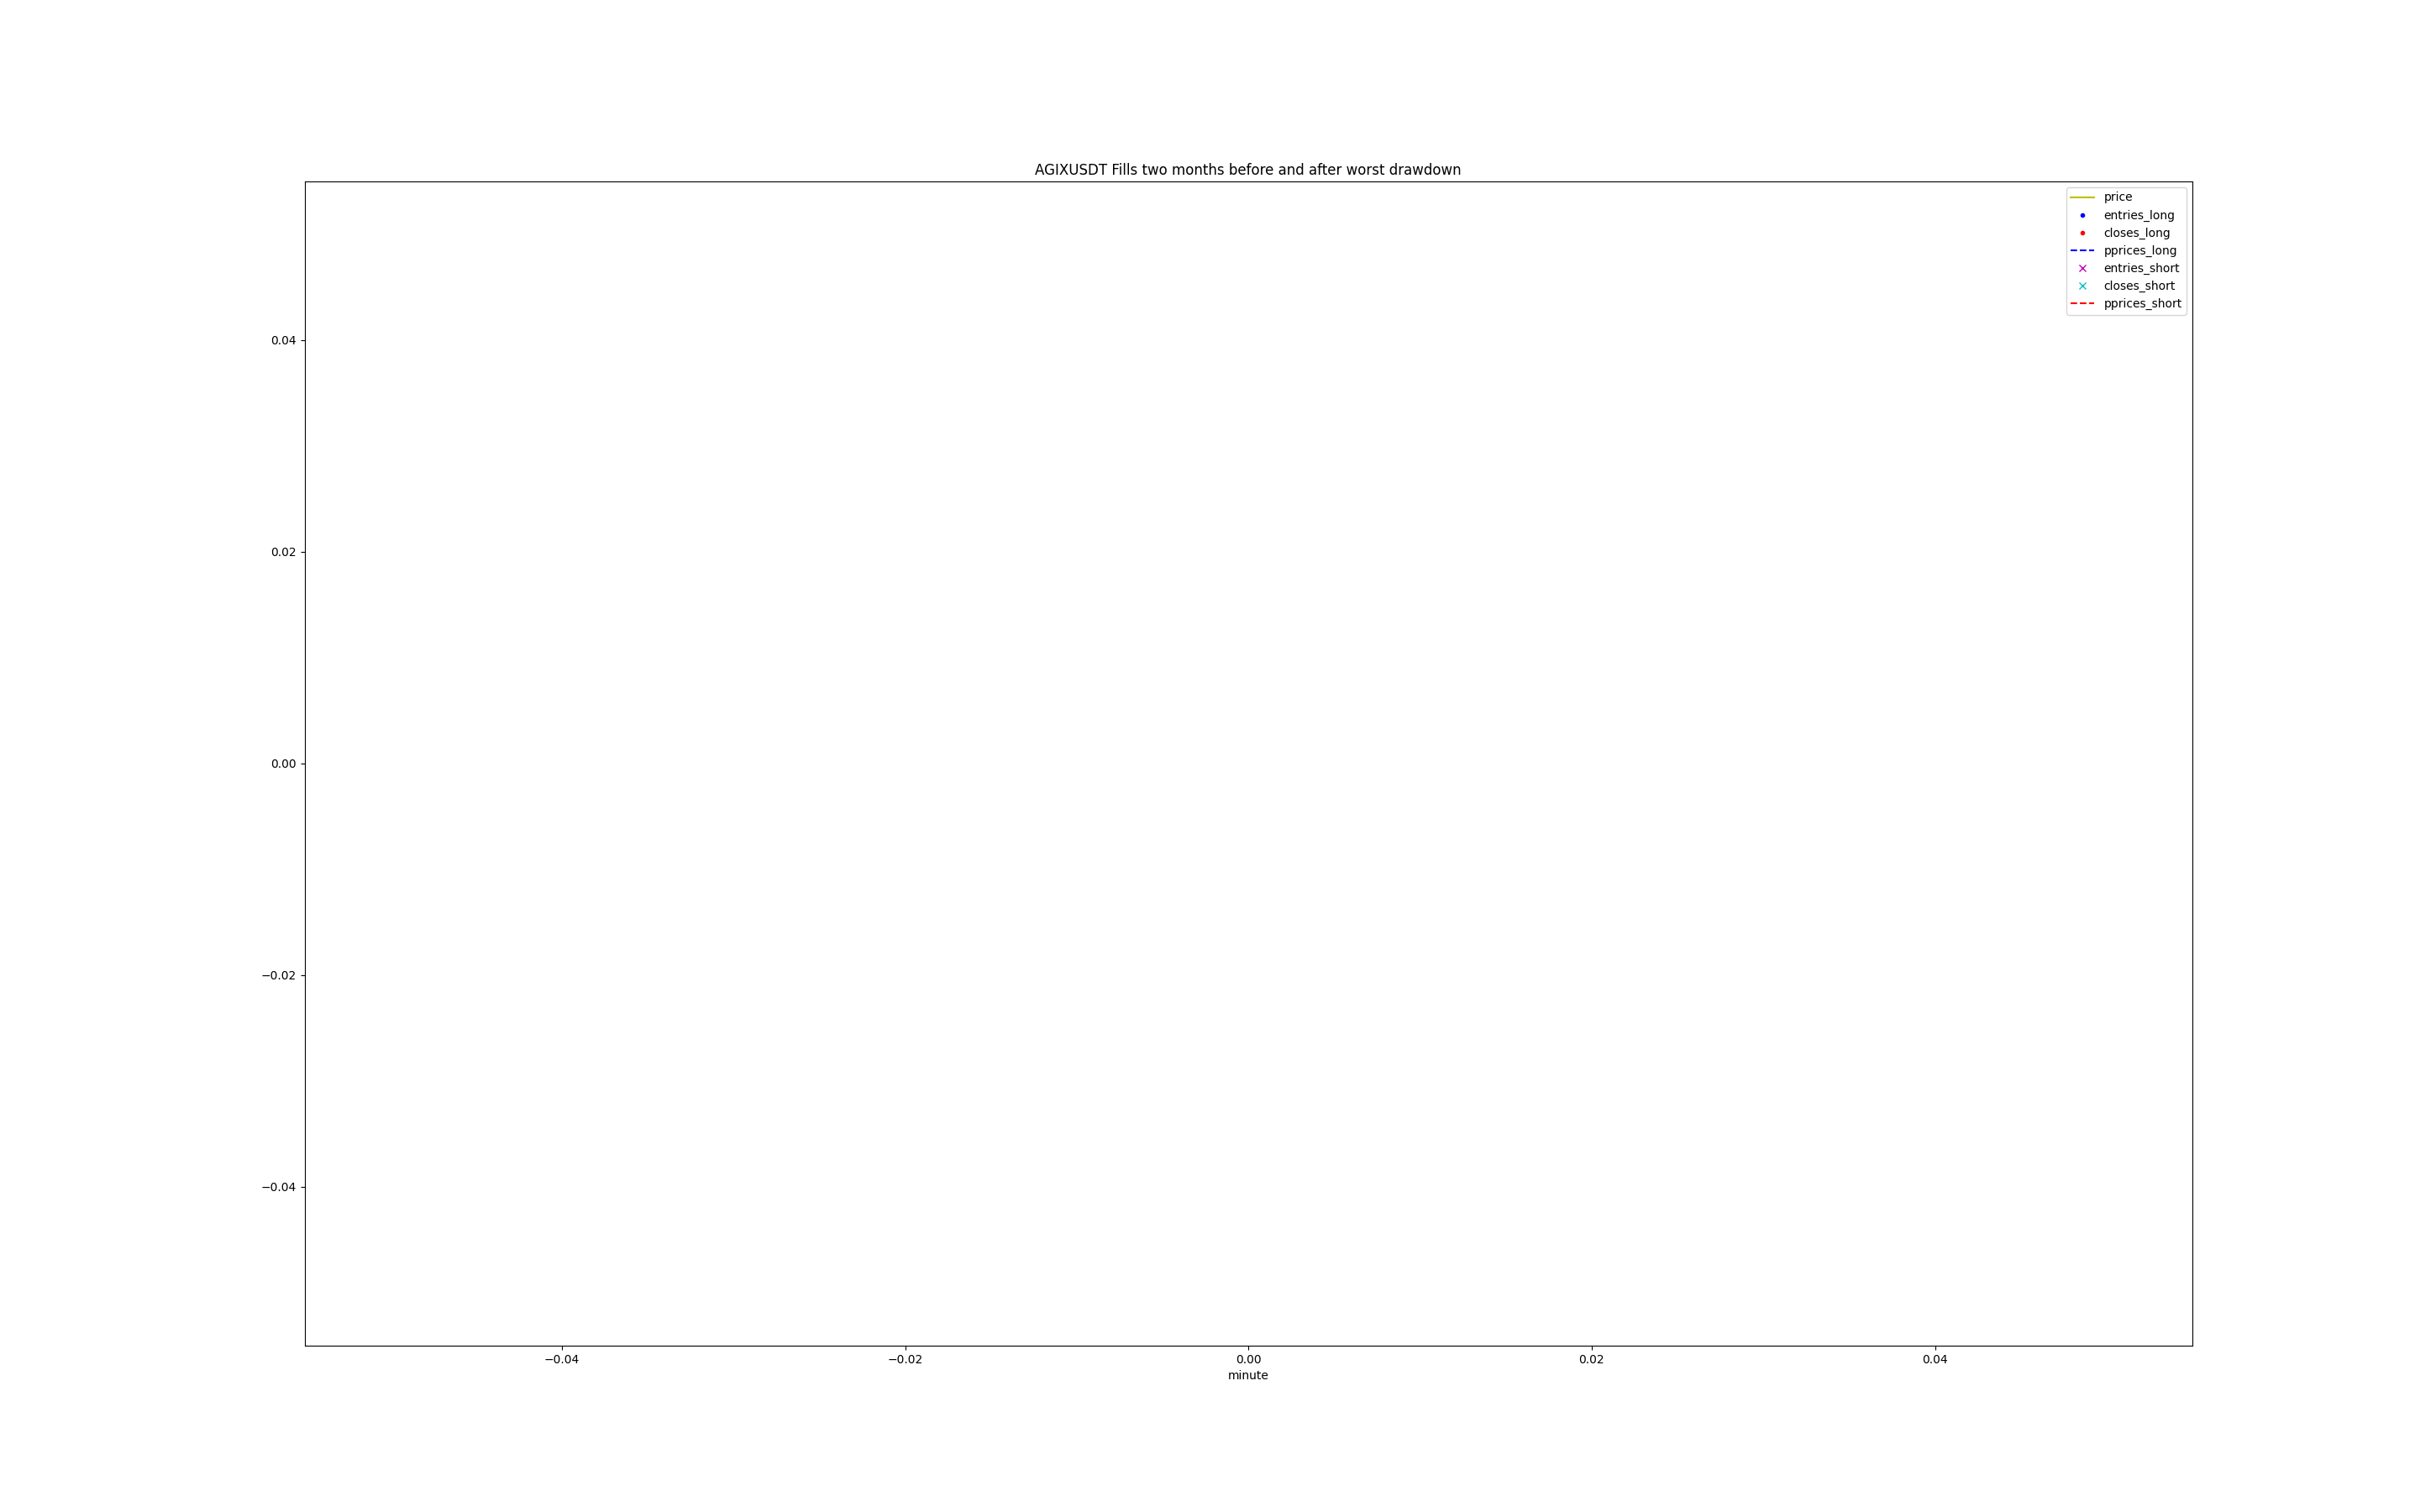 AGIXUSDT Fills two months before and after worst drawdown
price
entries_long
closes_long
pprices_long
entries_short
closes_short
pprices_short
0.04
0.02
0.00
−0.02
−0.04
−0.04
−0.02
0.00
0.02
0.04
minute